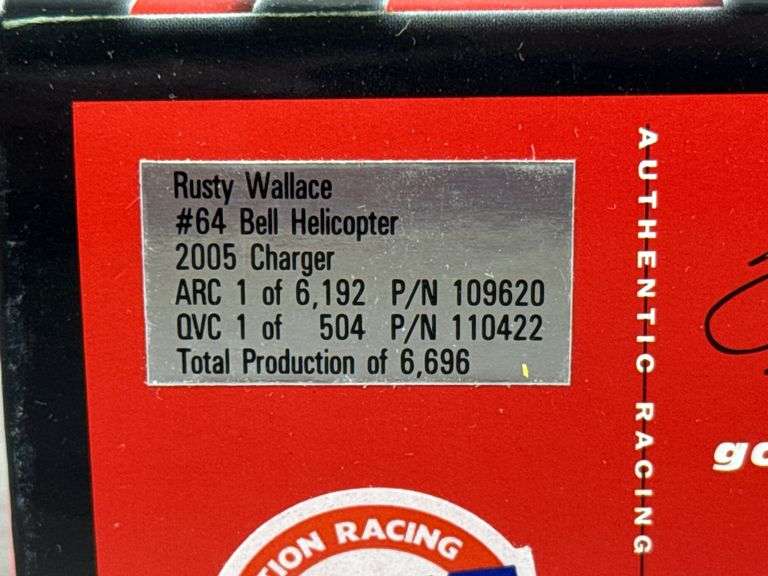 Rusty Wallace
#64 Bell Helicopter
2005 Charger
ARC 1 of 6,192 P/N 109620
QVC 1 of 504 P/N 110422
Total Production of 6,696
AUTHENTIC RACING
RACING